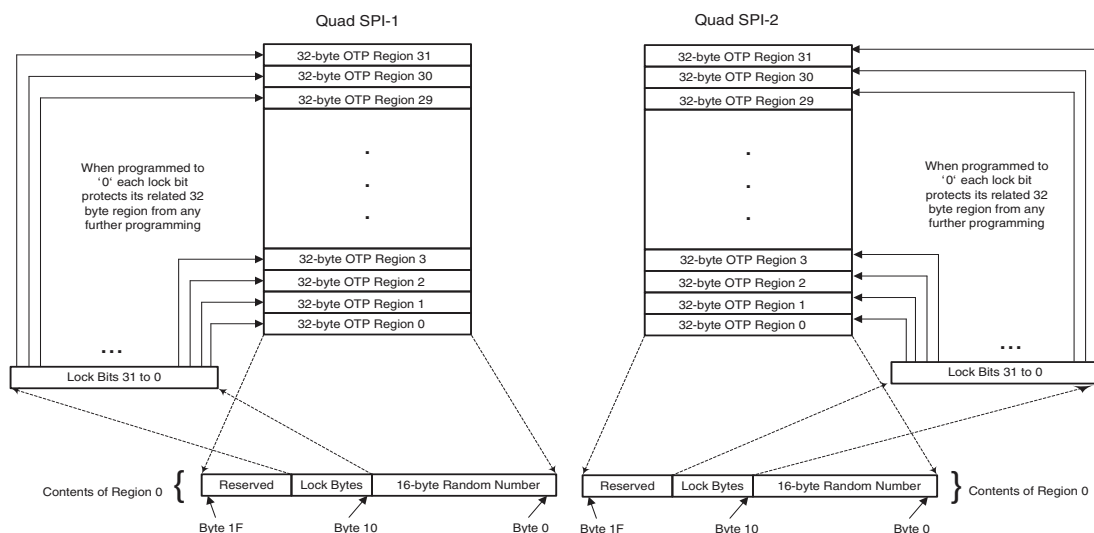 Quad SPI-1
32-byte OTP Region 31
32-byte OTP Region 30
32-byte OTP Region 29
.
.
.
When programmed to
‘0‘ each lock bit
protects its related 32
byte region from any
further programming
32-byte OTP Region 3
32-byte OTP Region 2
32-byte OTP Region 1
32-byte OTP Region 0
...
Lock Bits 31 to 0
Contents of Region 0 {
Reserved
Lock Bytes
16-byte Random Number
Byte 1F
Byte 10
Byte 0
Quad SPI-2
32-byte OTP Region 31
32-byte OTP Region 30
32-byte OTP Region 29
.
.
.
When programmed to
‘0‘ each lock bit
protects its related 32
byte region from any
further programming
32-byte OTP Region 3
32-byte OTP Region 2
32-byte OTP Region 1
32-byte OTP Region 0
...
Lock Bits 31 to 0
Reserved
Lock Bytes
16-byte Random Number
} Contents of Region 0
Byte 1F
Byte 10
Byte 0